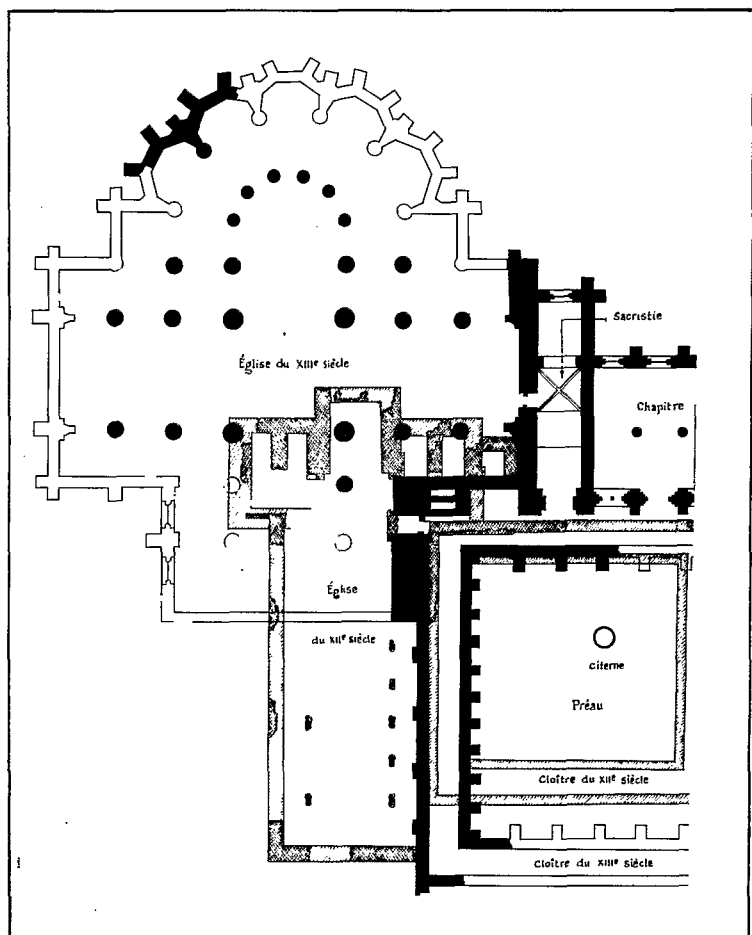 Sacristie
Église du XIIIe siècle
Chapitre
Église
du XIIe siècle
Citerne
Préau
Cloître du XIIe siècle
Cloître du XIIIe siècle